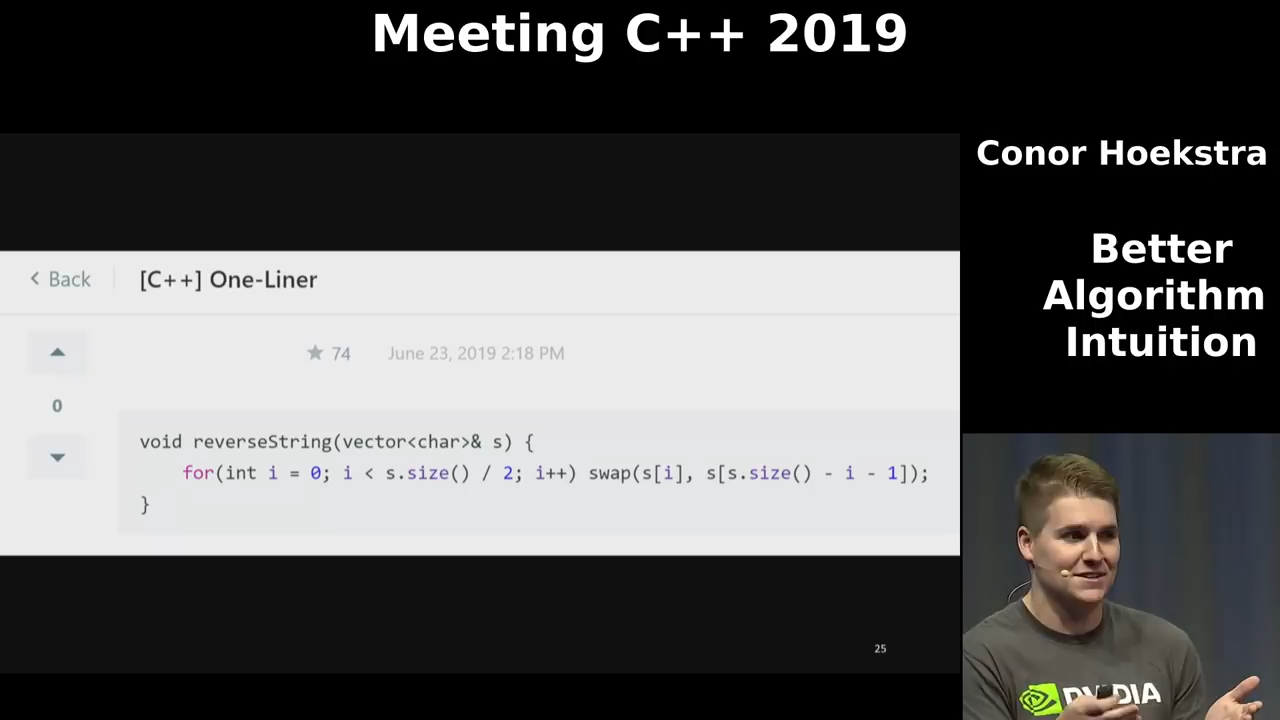 Meeting C++ 2019
Back
[C++] One-Liner
74
June 23, 2019 2:18 PM
0
void reverseString(vector<char>& s) {
for(int i = 0; i < s.size() / 2; i++) swap(s[i], s[s.size() - i - 1]);
}
25
Conor Hoekstra
Better
Algorithm
Intuition
NVIDIA